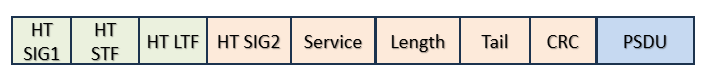 HT SIG1 HT STF HT LTF HT SIG2 Service Length Tail CRC PSDU